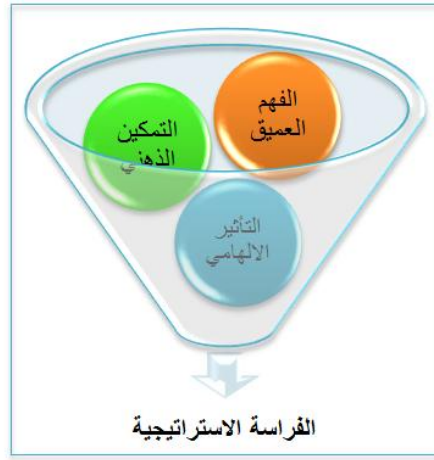 الفهم
العميق
التمكين
الذهني
التأثير
الالهامي
الفراسة الاستراتيجية